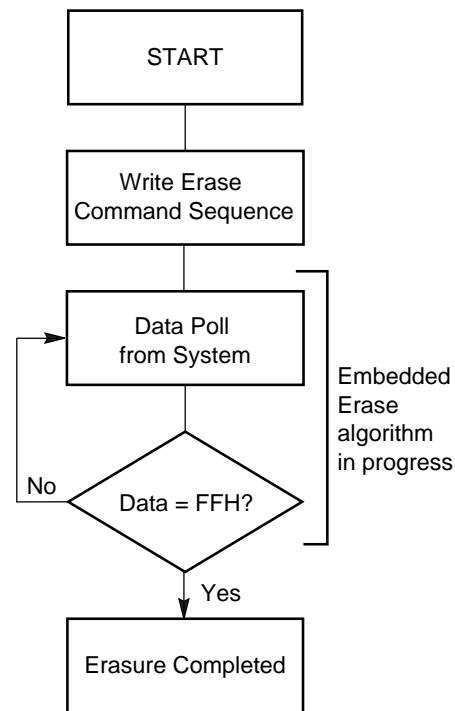 START
Write Erase
Command Sequence
Data Poll
from System
Embedded
Erase
algorithm
in progress
No
Data = FFH?
Yes
Erasure Completed